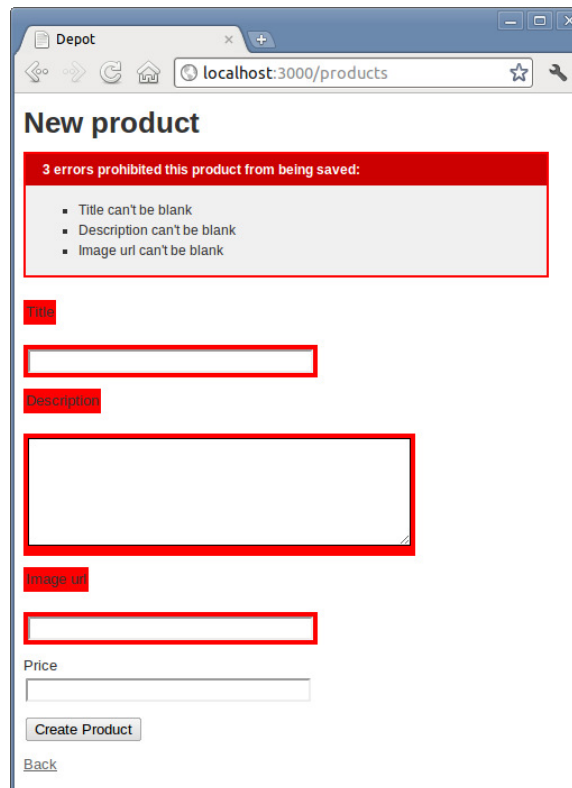 Depot
localhost:3000/products
New product
3 errors prohibited this product from being saved:
Title can't be blank
Description can't be blank
Image url can't be blank
Title
Description
Image url
Price
Create Product
Back